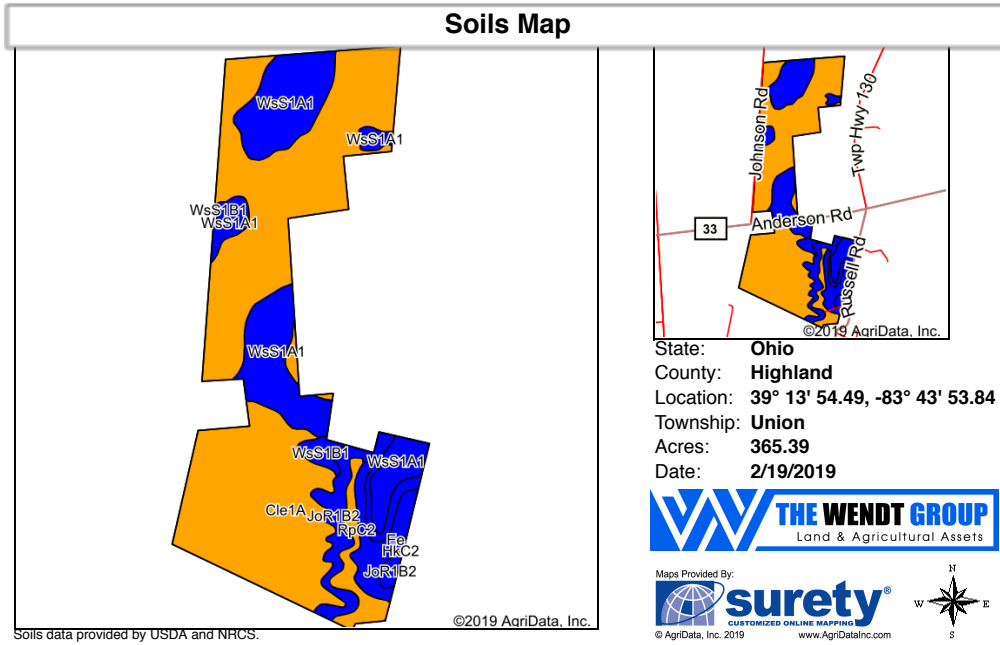 Soils Map
WsS1A1
WsS1A1
WsS1B1
WsS1A1
WsS1A1
WsS1B1
WsS1A1
Cle1A
JoR1B2
RpC2
Fe
HkC2
JoR1B2
©2019 AgriData, Inc.
Soils data provided by USDA and NRCS.
Johnson Rd
Twp-Hwy-130
33
Anderson Rd
Russell Rd
©2019 AgriData, Inc.
State: Ohio
County: Highland
Location: 39° 13' 54.49, -83° 43' 53.84
Township: Union
Acres: 365.39
Date: 2/19/2019
W THE WENDT GROUP
Land & Agricultural Assets
Maps Provided By:
surety®
CUSTOMIZED ONLINE MAPPING
© AgriData, Inc. 2019 www.AgriDataInc.com
N
W E
S